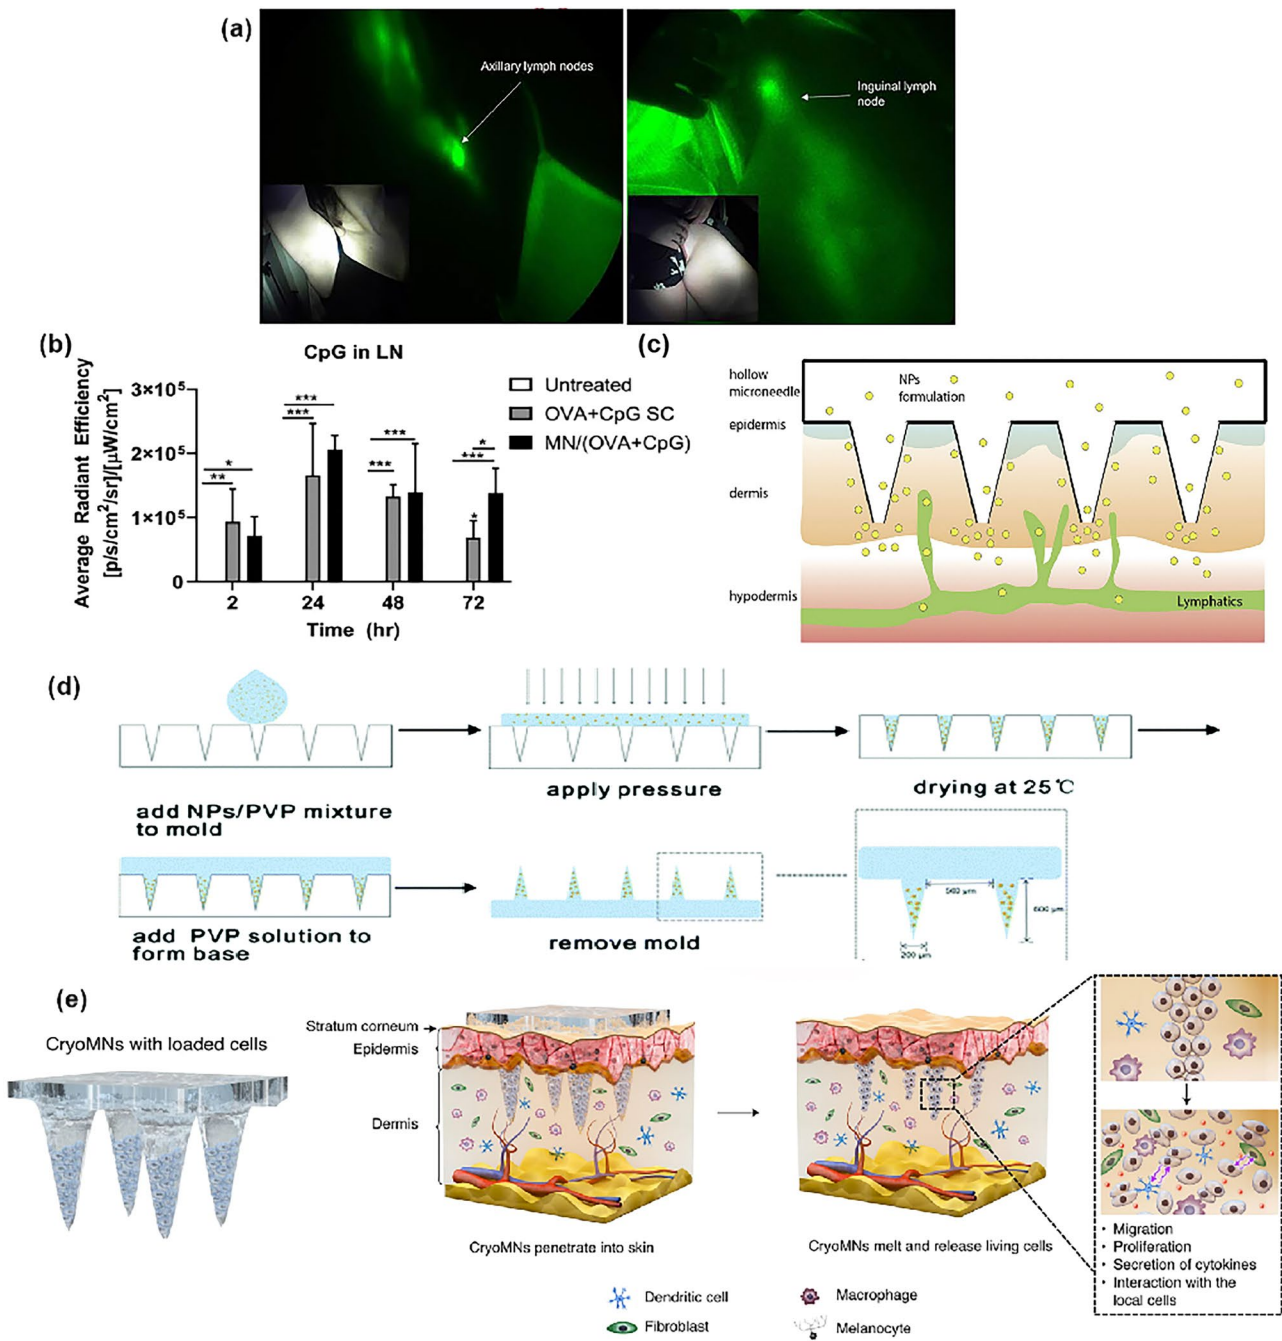 (a)
Axillary lymph nodes
Inguinal lymph
node
(b)
CpG in LN
Average Radiant Efficiency
[p/s/cm²/sr]/[μW/cm²]
3×10⁵
2×10⁵
1×10⁵
0
***
***
***
***
*
***
*
**
*
2
24
48
72
Time (hr)
Untreated
OVA+CpG SC
MN/(OVA+CpG)
(c)
hollow
microneedle
NPs
formulation
epidermis
dermis
hypodermis
Lymphatics
(d)
add NPs/PVP mixture
to mold
apply pressure
drying at 25℃
add PVP solution to
form base
remove mold
500 μm
600 μm
200 μm
(e)
CryoMNs with loaded cells
Stratum corneum
Epidermis
Dermis
CryoMNs penetrate into skin
CryoMNs melt and release living cells
• Migration
• Proliferation
• Secretion of cytokines
• Interaction with the
local cells
Dendritic cell
Macrophage
Fibroblast
Melanocyte